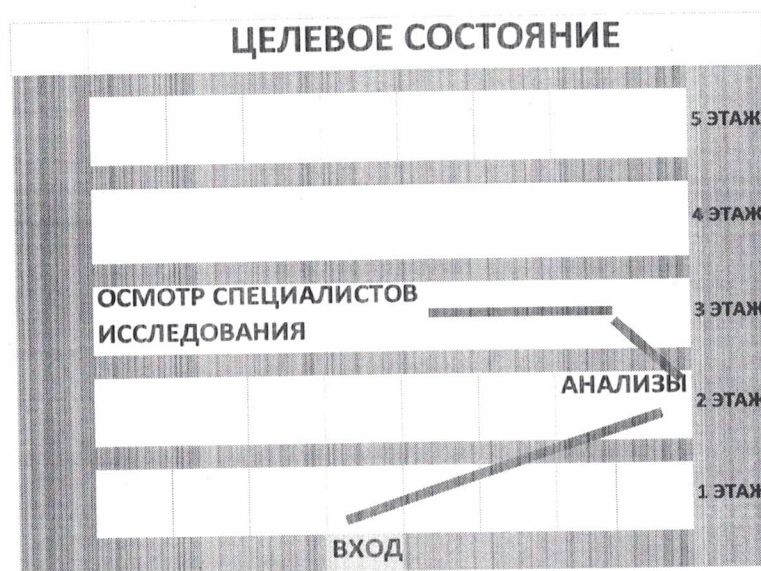 ЦЕЛЕВОЕ СОСТОЯНИЕ
5 ЭТАЖ
4 ЭТАЖ
ОСМОТР СПЕЦИАЛИСТОВ
ИССЛЕДОВАНИЯ
3 ЭТАЖ
АНАЛИЗЫ
2 ЭТАЖ
1 ЭТАЖ
ВХОД